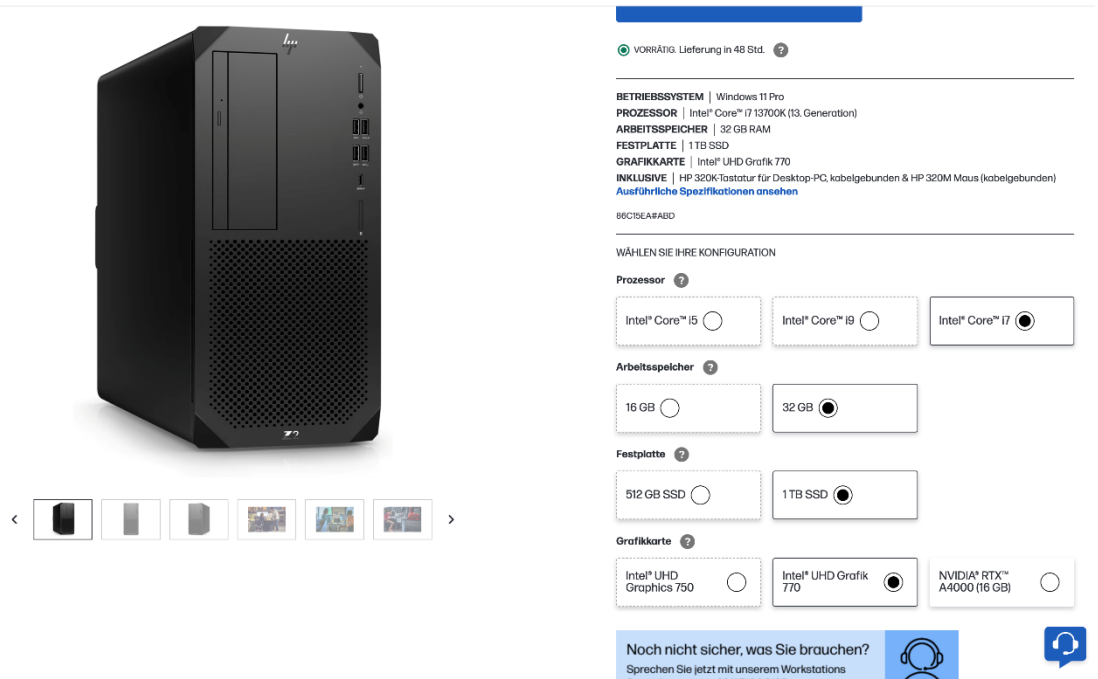 hp
Z2
VORRÄTIG. Lieferung in 48 Std. ?
BETRIEBSSYSTEM | Windows 11 Pro
PROZESSOR | Intel® Core™ i7 13700K (13. Generation)
ARBEITSSPEICHER | 32 GB RAM
FESTPLATTE | 1 TB SSD
GRAFIKKARTE | Intel® UHD Grafik 770
INKLUSIVE | HP 320K-Tastatur für Desktop-PC, kabelgebunden & HP 320M Maus (kabelgebunden)
Ausführliche Spezifikationen ansehen
86C15EA#ABD
WÄHLEN SIE IHRE KONFIGURATION
Prozessor ?
Intel® Core™ i5
Intel® Core™ i9
Intel® Core™ i7
Arbeitsspeicher ?
16 GB
32 GB
Festplatte ?
512 GB SSD
1 TB SSD
Grafikkarte ?
Intel® UHD
Graphics 750
Intel® UHD Grafik
770
NVIDIA® RTX™
A4000 (16 GB)
Noch nicht sicher, was Sie brauchen?
Sprechen Sie jetzt mit unserem Workstations